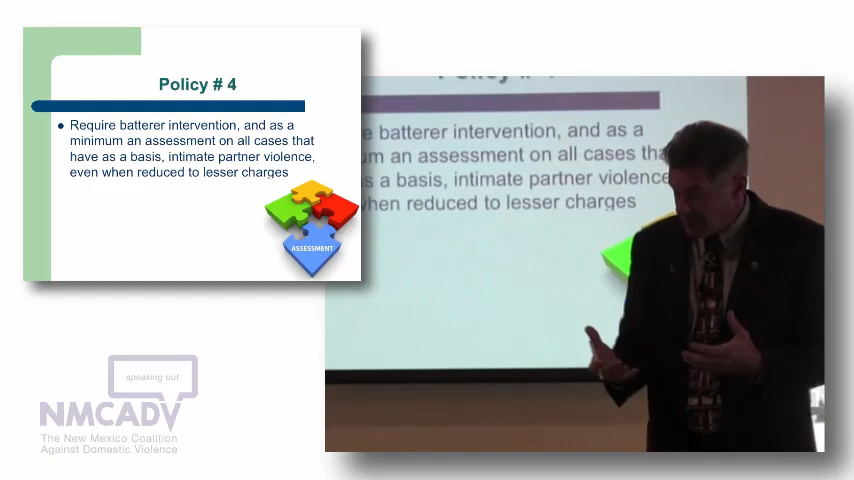 Policy # 4
Require batterer intervention, and as a
minimum an assessment on all cases that
have as a basis, intimate partner violence,
even when reduced to lesser charges
ASSESSMENT
e batterer intervention, and as a
um an assessment on all cases tha
s a basis, intimate partner violence
when reduced to lesser charges
speaking out
NMCADV
The New Mexico Coalition
Against Domestic Violence